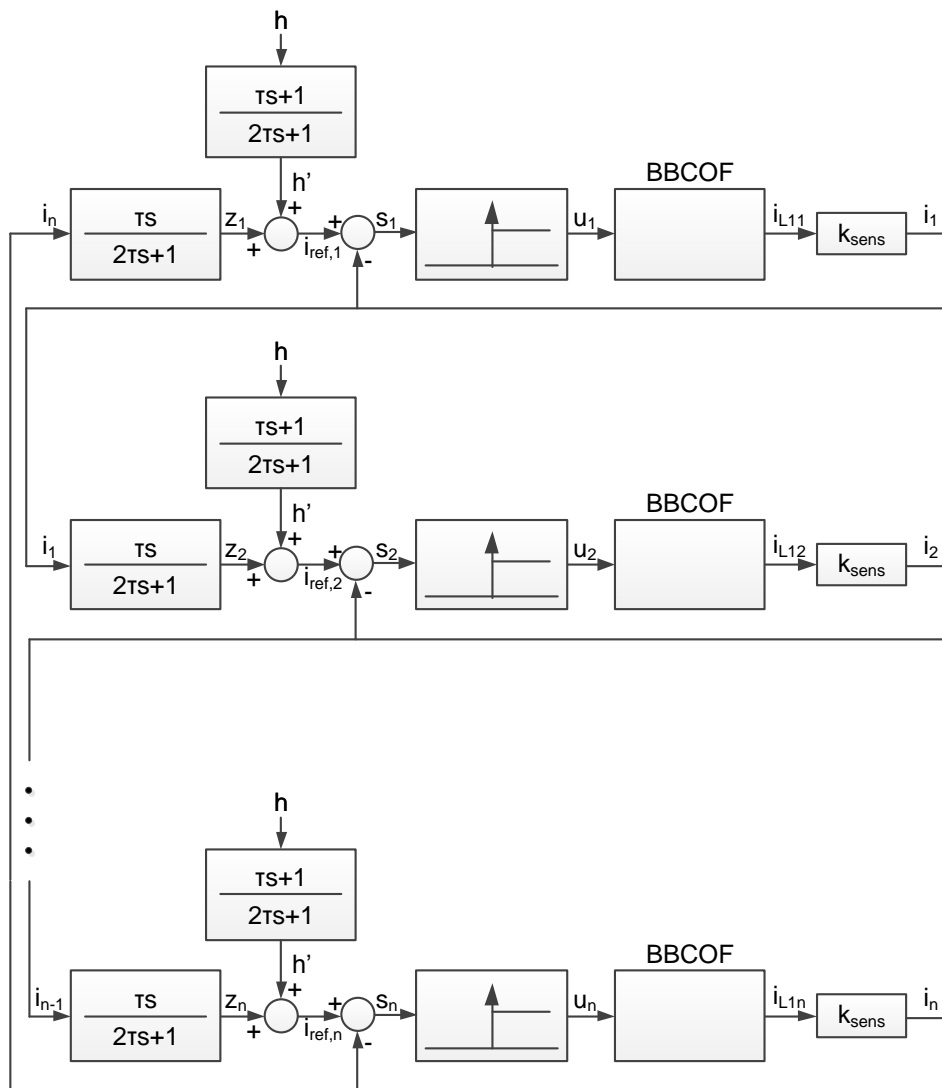 h
τs+1
2τs+1
h'
BBCOF
i_n
τs
2τs+1
z_1
+
+
i_ref,1
+
-
s_1
u_1
i_L11
k_sens
i_1
h
τs+1
2τs+1
h'
BBCOF
i_1
τs
2τs+1
z_2
+
+
i_ref,2
+
-
s_2
u_2
i_L12
k_sens
i_2
h
τs+1
2τs+1
h'
BBCOF
i_n-1
τs
2τs+1
z_n
+
+
i_ref,n
+
-
s_n
u_n
i_L1n
k_sens
i_n